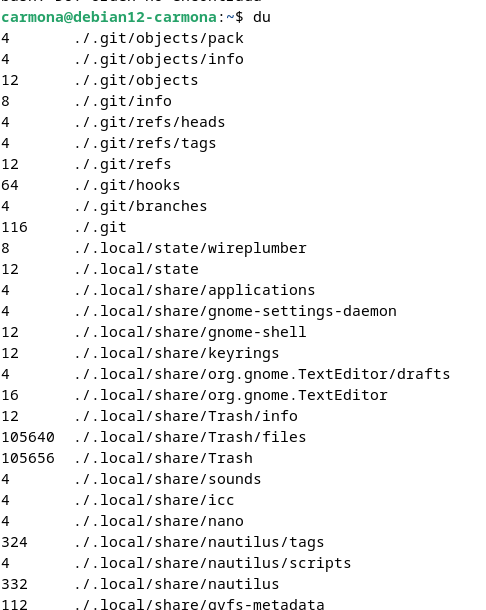 carmona@debian12-carmona:~$ du
4 ./.git/objects/pack
4 ./.git/objects/info
12 ./.git/objects
8 ./.git/info
4 ./.git/refs/heads
4 ./.git/refs/tags
12 ./.git/refs
64 ./.git/hooks
4 ./.git/branches
116 ./.git
8 ./.local/state/wireplumber
12 ./.local/state
4 ./.local/share/applications
4 ./.local/share/gnome-settings-daemon
12 ./.local/share/gnome-shell
12 ./.local/share/keyrings
4 ./.local/share/org.gnome.TextEditor/drafts
16 ./.local/share/org.gnome.TextEditor
12 ./.local/share/Trash/info
105640 ./.local/share/Trash/files
105656 ./.local/share/Trash
4 ./.local/share/sounds
4 ./.local/share/icc
4 ./.local/share/nano
324 ./.local/share/nautilus/tags
4 ./.local/share/nautilus/scripts
332 ./.local/share/nautilus
112 ./.local/share/gvfs-metadata